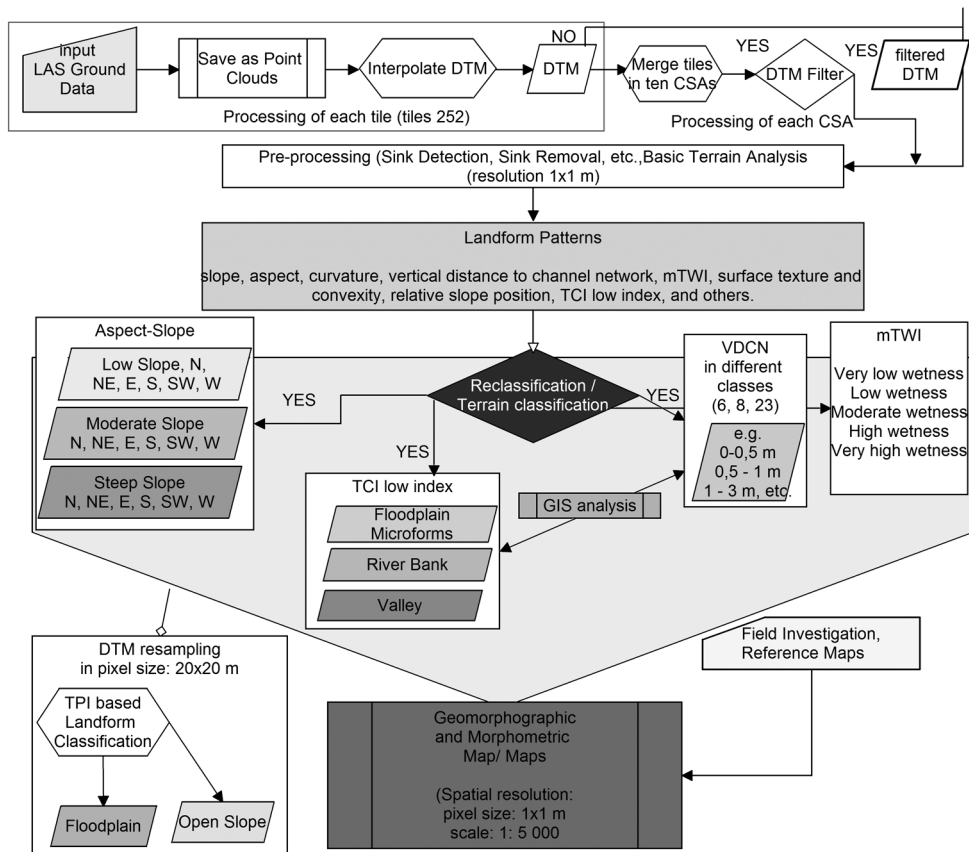 input
LAS Ground
Data
Save as Point
Clouds
Interpolate DTM
DTM
NO
Merge tiles
in ten CSAs
YES
DTM Filter
YES
filtered
DTM
Processing of each tile (tiles 252)
Processing of each CSA
Pre-processing (Sink Detection, Sink Removal, etc.,Basic Terrain Analysis
(resolution 1x1 m)
Landform Patterns
slope, aspect, curvature, vertical distance to channel network, mTWI, surface texture and
convexity, relative slope position, TCI low index, and others.
Aspect-Slope
Low Slope, N,
NE, E, S, SW, W
Moderate Slope
N, NE, E, S, SW, W
Steep Slope
N, NE, E, S, SW, W
YES
Reclassification /
Terrain classification
YES
YES
VDCN
in different
classes
(6, 8, 23)
e.g.
0-0,5 m
0,5 - 1 m
1 - 3 m, etc.
mTWI
Very low wetness
Low wetness
Moderate wetness
High wetness
Very high wetness
TCI low index
Floodplain
Microforms
River Bank
Valley
GIS analysis
DTM resampling
in pixel size: 20x20 m
TPI based
Landform
Classification
Floodplain
Open Slope
Field Investigation,
Reference Maps
Geomorphographic
and Morphometric
Map/ Maps
(Spatial resolution:
pixel size: 1x1 m
scale: 1: 5 000